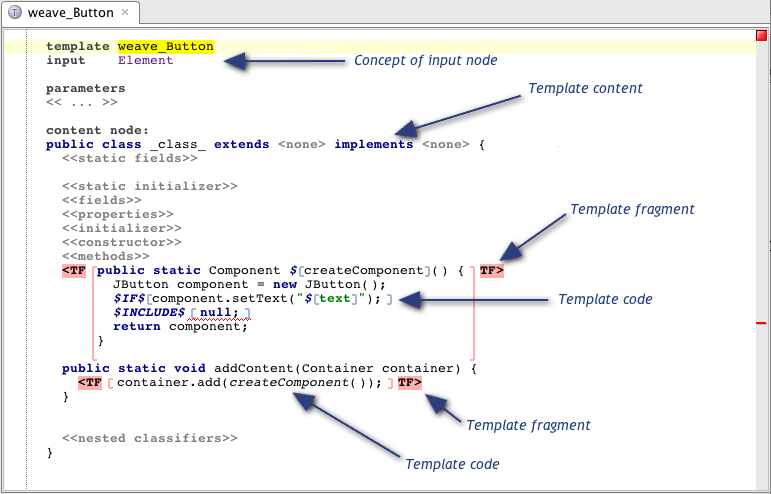 weave_Button ×
template weave_Button
input Element
Concept of input node
parameters
<< ... >>
Template content
content node:
public class _class_ extends <none> implements <none> {
<<static fields>>
<<static initializer>>
<<fields>>
<<properties>>
<<initializer>>
<<constructor>>
<<methods>>
Template fragment
<TF [public static Component $[createComponent]() { TF>
JButton component = new JButton();
$IF$[component.setText("$[text]"); ]
Template code
$INCLUDE$ [ null; ]
return component;
}
public static void addContent(Container container) {
<TF [ container.add(createComponent()); ] TF>
}
Template fragment
<<nested classifiers>>
}
Template code